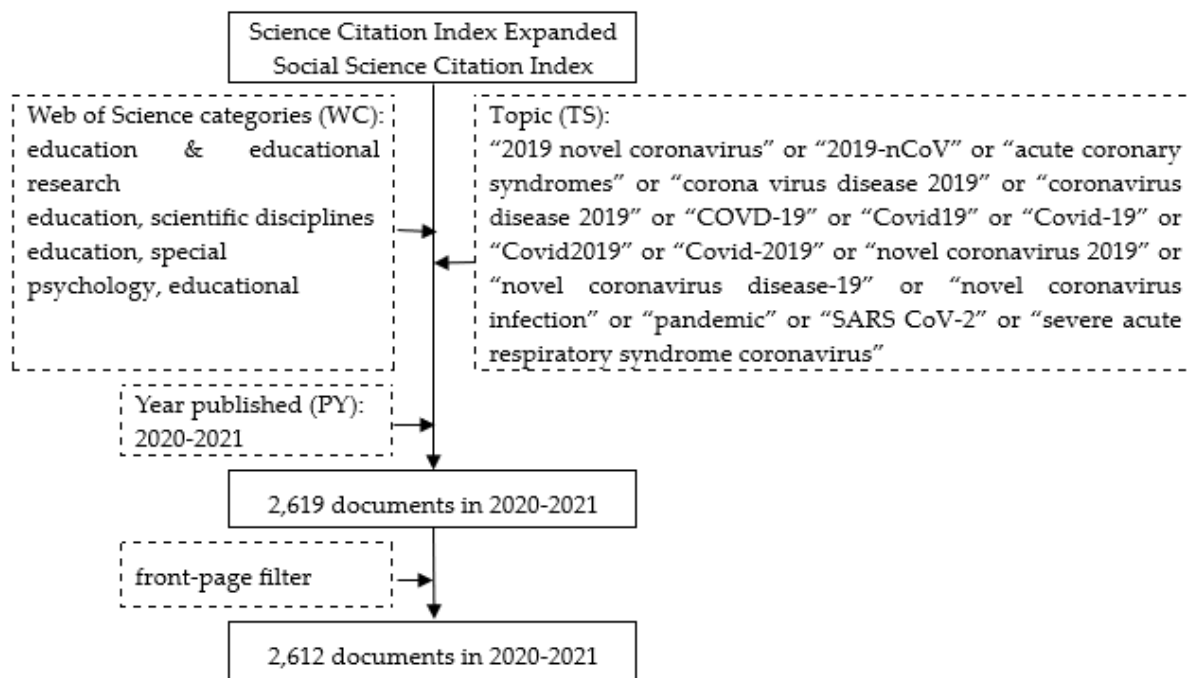 Science Citation Index Expanded
Social Science Citation Index
Web of Science categories (WC):
education & educational
research
education, scientific disciplines
education, special
psychology, educational
Topic (TS):
“2019 novel coronavirus” or “2019-nCoV” or “acute coronary
syndromes” or “corona virus disease 2019” or “coronavirus
disease 2019” or “COVD-19” or “Covid19” or “Covid-19” or
“Covid2019” or “Covid-2019” or “novel coronavirus 2019” or
“novel coronavirus disease-19” or “novel coronavirus
infection” or “pandemic” or “SARS CoV-2” or “severe acute
respiratory syndrome coronavirus”
Year published (PY):
2020-2021
2,619 documents in 2020-2021
front-page filter
2,612 documents in 2020-2021